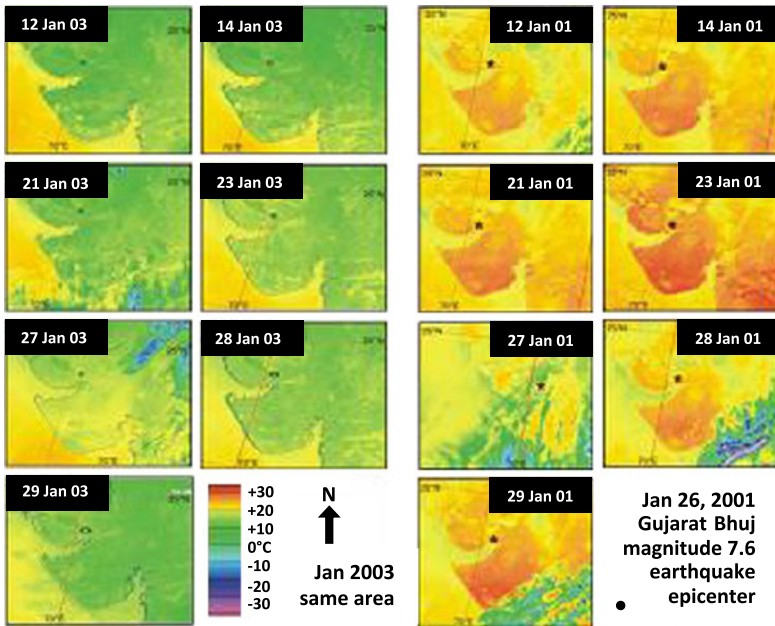 12 Jan 03
14 Jan 03
12 Jan 01
14 Jan 01
21 Jan 03
23 Jan 03
21 Jan 01
23 Jan 01
27 Jan 03
28 Jan 03
27 Jan 01
28 Jan 01
29 Jan 03
29 Jan 01
+30
+20
+10
0°C
-10
-20
-30
N
Jan 2003
same area
Jan 26, 2001
Gujarat Bhuj
magnitude 7.6
earthquake
epicenter